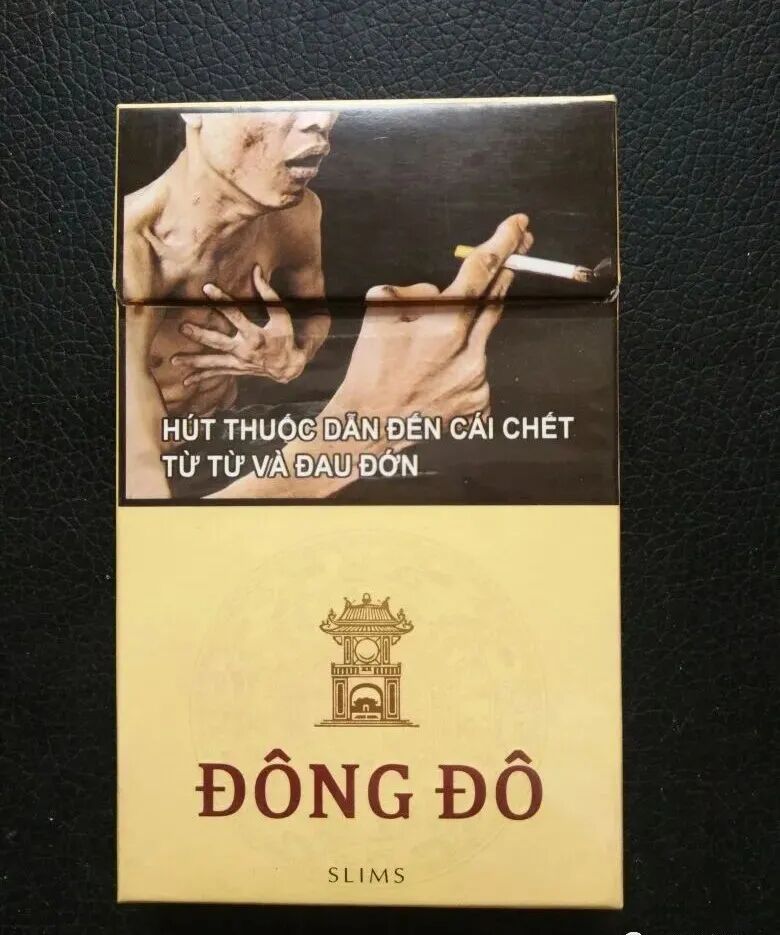 HÚT THUỐC DẪN ĐẾN CÁI CHẾT
TỪ TỪ VÀ ĐAU ĐỚN
ĐÔNG ĐÔ
SLIMS